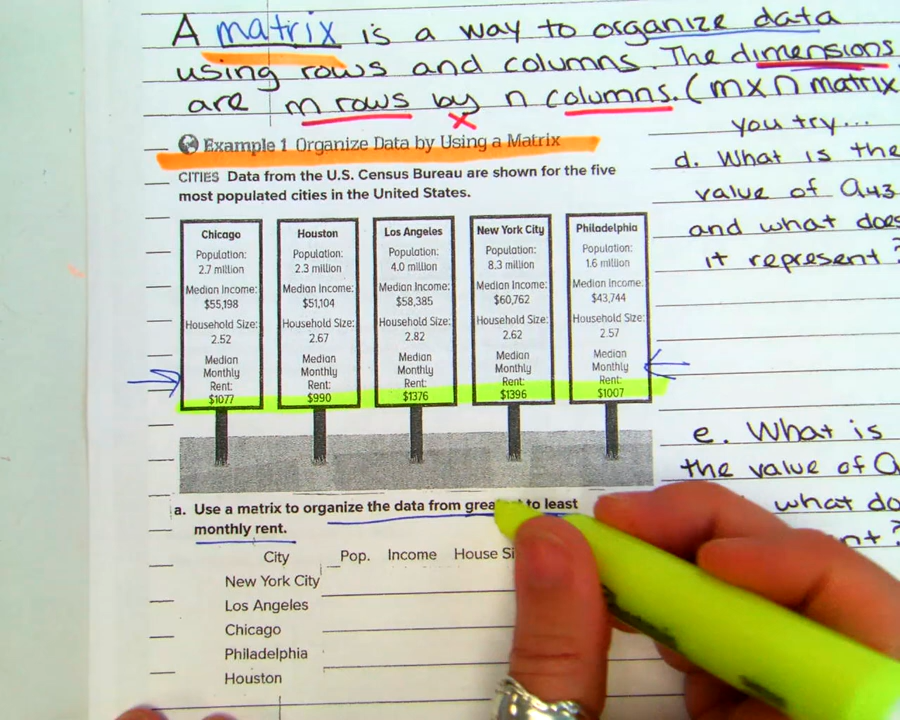 A matrix is a way to organize data
using rows and columns. The dimensions
are m rows by n columns. (m x n matrix
x
Example 1 Organize Data by Using a Matrix
CITIES Data from the U.S. Census Bureau are shown for the five
most populated cities in the United States.
Chicago
Population:
2.7 million
Median Income:
$55,198
Household Size:
2.52
Median
Monthly
Rent:
$1077
Houston
Population:
2.3 million
Median Income:
$51,104
Household Size:
2.67
Median
Monthly
Rent:
$990
Los Angeles
Population:
4.0 million
Median Income:
$58,385
Household Size:
2.82
Median
Monthly
Rent:
$1376
New York City
Population:
8.3 million
Median Income:
$60,762
Household Size:
2.62
Median
Monthly
Rent:
$1396
Philadelphia
Population:
1.6 million
Median Income:
$43,744
Household Size:
2.57
Median
Monthly
Rent:
$1007
a. Use a matrix to organize the data from to least
monthly rent.
City Pop. Income House
New York City
Los Angeles
Chicago
Philadelphia
Houston
you try...
d. What is the
value of a43
and what does
it represent?
e. What is
the value of a
what do